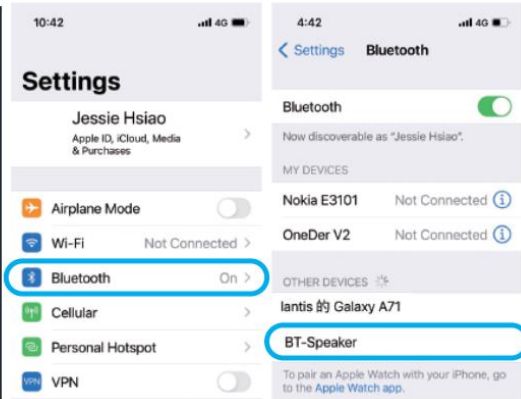 10:42
4G
Settings
Jessie Hsiao
Apple ID, iCloud, Media
& Purchases
Airplane Mode
Wi-Fi Not Connected
Bluetooth On
Cellular
Personal Hotspot
VPN VPN
4:42
4G
Settings Bluetooth
Bluetooth
Now discoverable as "Jessie Hsiao".
MY DEVICES
Nokia E3101 Not Connected
OneDer V2 Not Connected
OTHER DEVICES
lantis 的 Galaxy A71
BT-Speaker
To pair an Apple Watch with your iPhone, go
to the Apple Watch app.